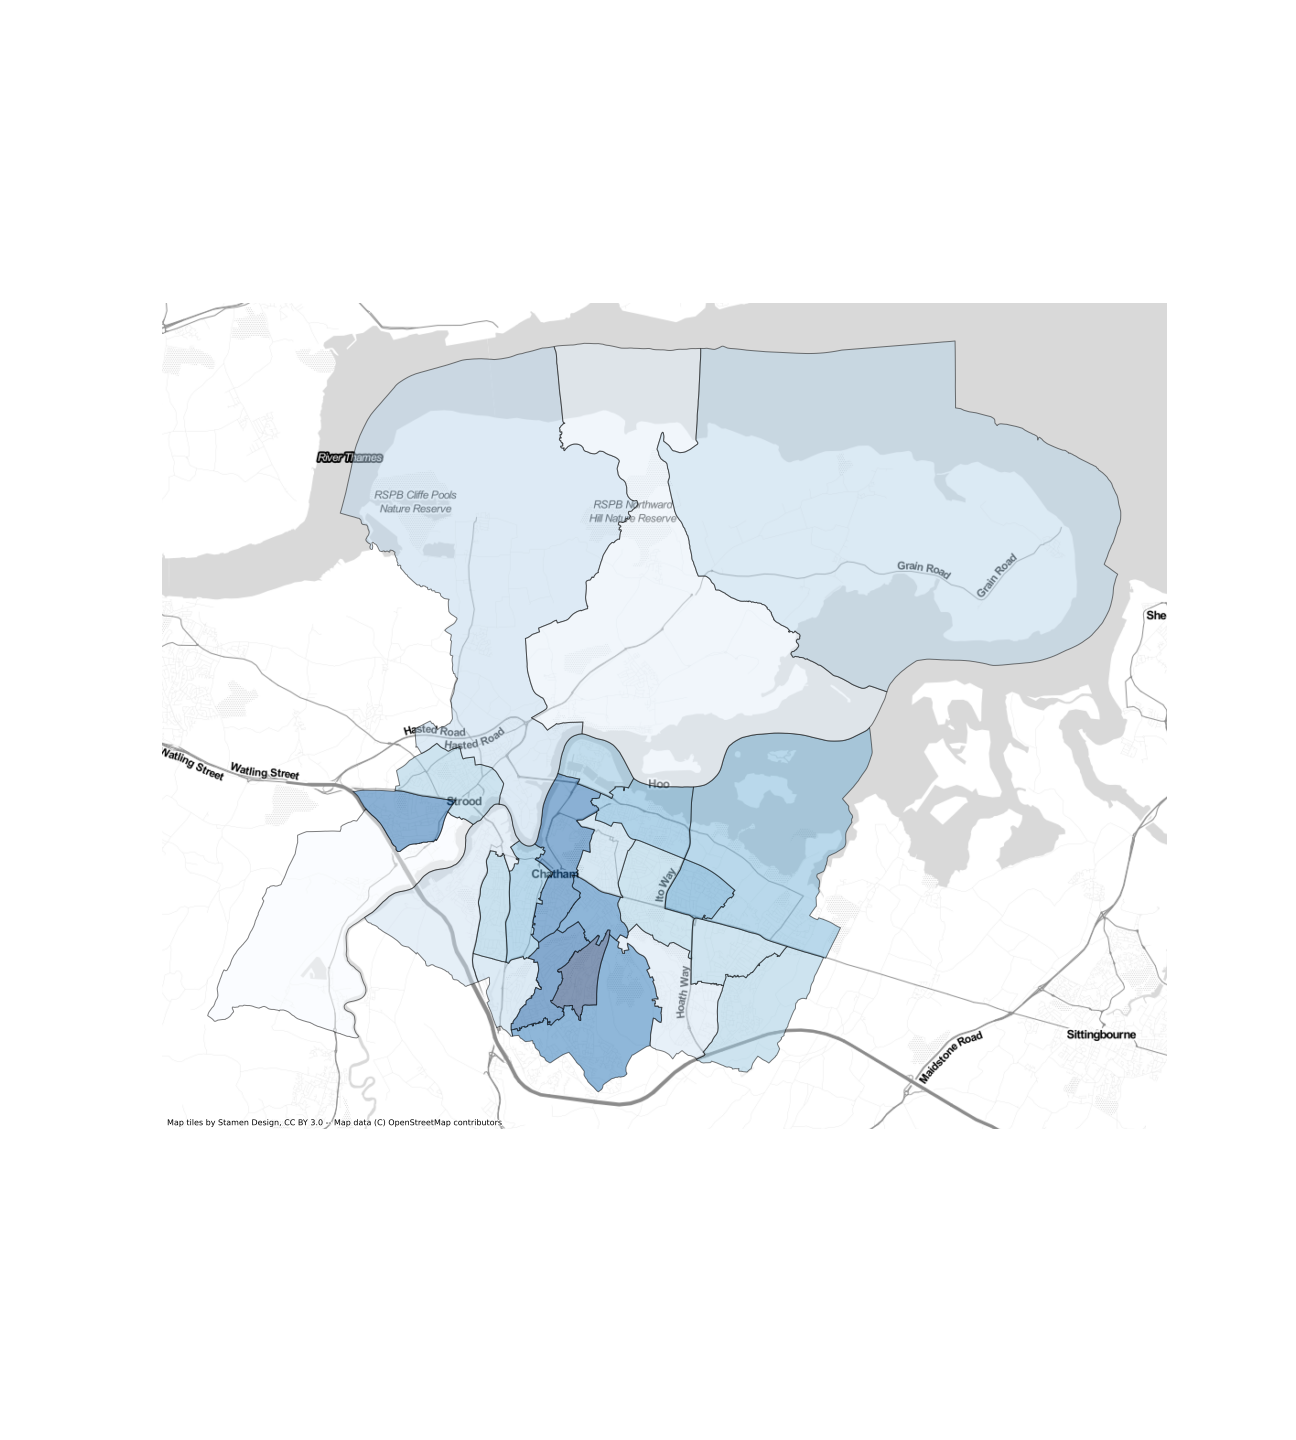 River Thames
RSPB Cliffe Pools
Nature Reserve
RSPB Northward
Hill Nature Reserve
Grain Road
Grain Road
She
Hasted Road
Hasted Road
Watling Street
Watling Street
Strood
Hoo
Chatham
Ito Way
Hoath Way
Sittingbourne
Maidstone Road
Map tiles by Stamen Design, CC BY 3.0 -- Map data (C) OpenStreetMap contributors